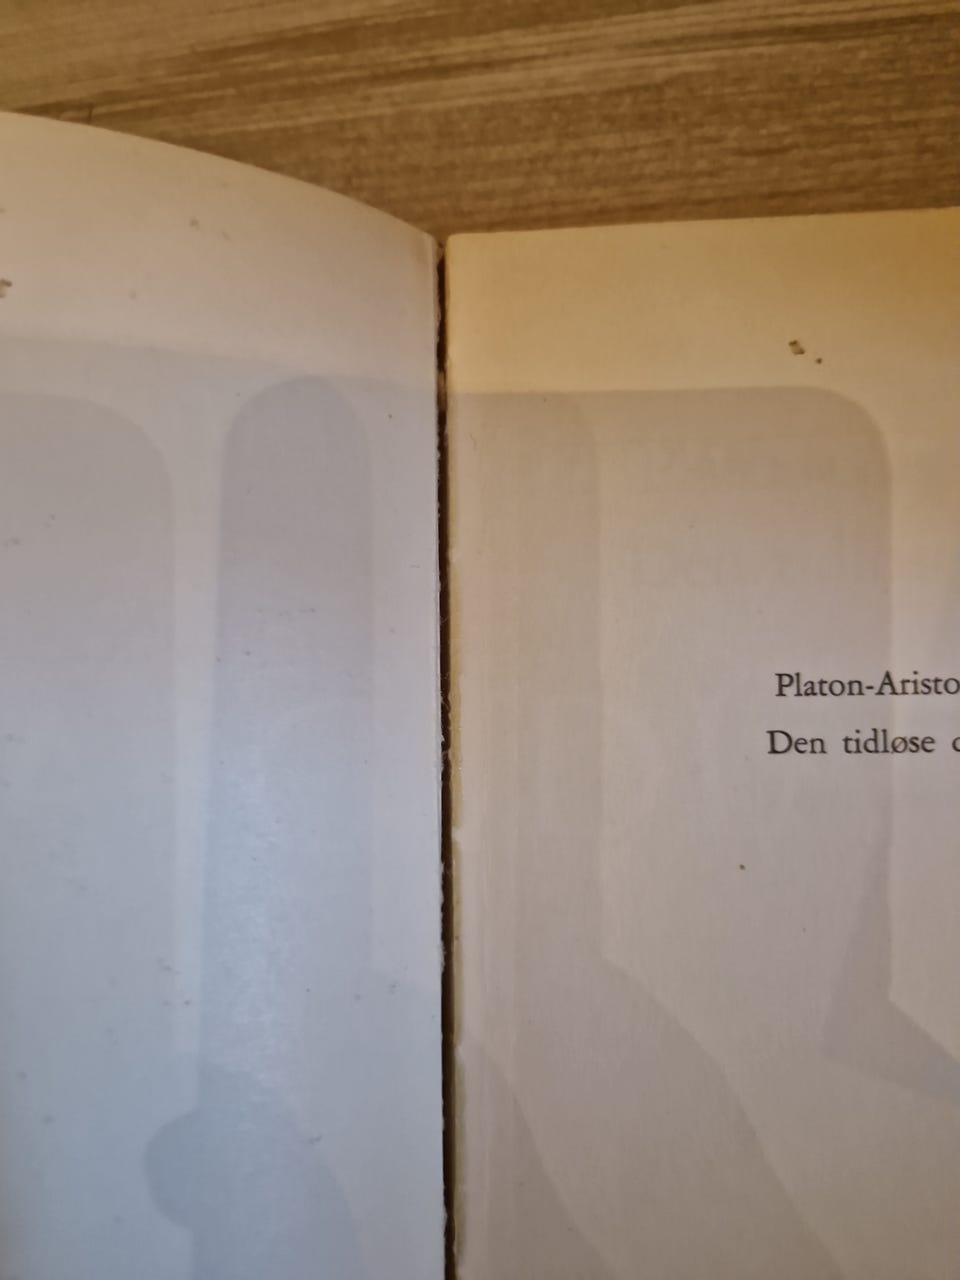 Platon-Aristo
Den tidløse